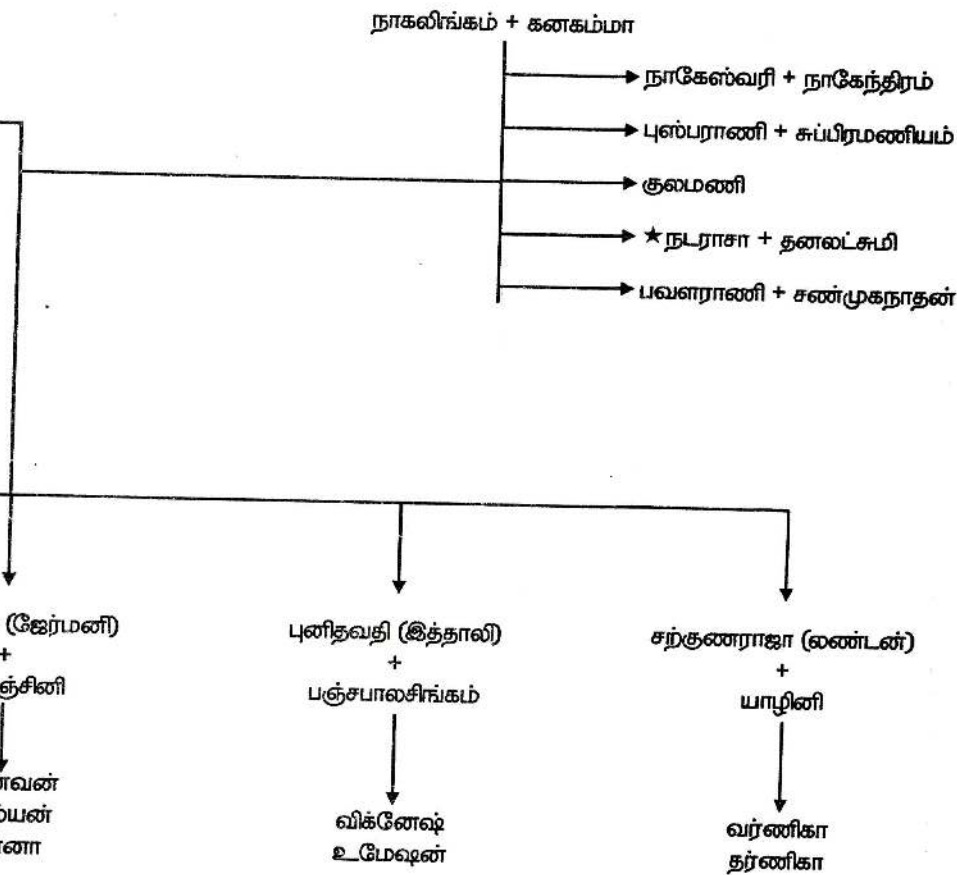 நாகலிங்கம் + கனகம்மா
நாகேஸ்வரி + நாகேந்திரம்
புஸ்பராணி + சுப்பிரமணியம்
குலமணி
★நடராசா + தனலட்சுமி
பவளராணி + சண்முகநாதன்
(ஜேர்மனி)
+
புனிதவதி (இத்தாலி)
+
பஞ்சபாலசிங்கம்
விக்னேஷ்
உமேஷன்
சற்குணராஜா (லண்டன்)
+
யாழினி
வர்ணிகா
தர்ணிகா